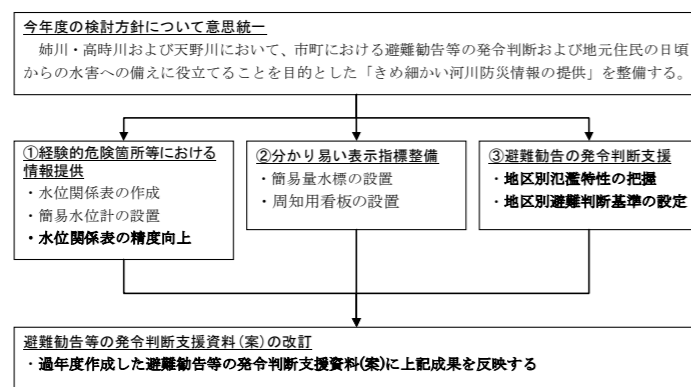 今年度の検討方針について意思統一
姉川・高時川および天野川において、市町における避難勧告等の発令判断および地元住民の日頃
からの水害への備えに役立てることを目的とした「きめ細かい河川防災情報の提供」を整備する。
①経験的危険箇所等における
情報提供
・水位関係表の作成
・簡易水位計の設置
・水位関係表の精度向上
②分かり易い表示指標整備
・簡易量水標の設置
・周知用看板の設置
③避難勧告の発令判断支援
・地区別氾濫特性の把握
・地区別避難判断基準の設定
避難勧告等の発令判断支援資料(案)の改訂
・過年度作成した避難勧告等の発令判断支援資料(案)に上記成果を反映する